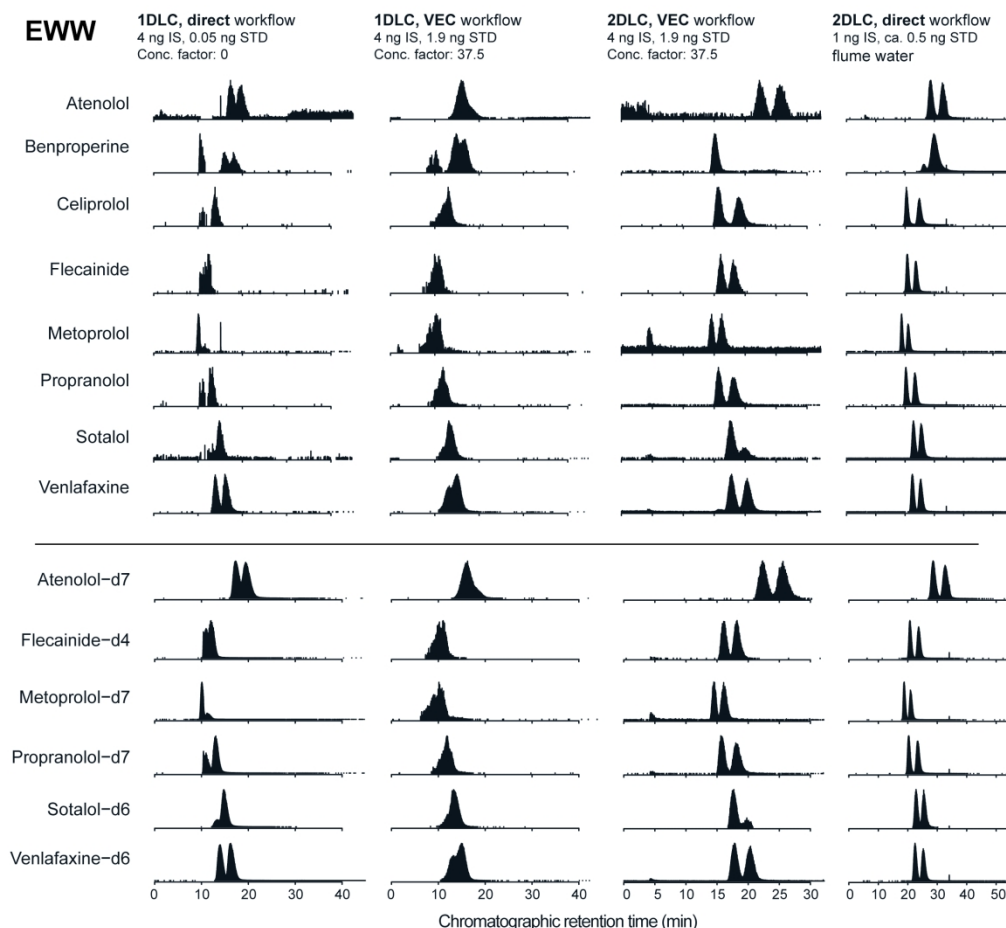 EWW
1DLC, direct workflow
4 ng IS, 0.05 ng STD
Conc. factor: 0
1DLC, VEC workflow
4 ng IS, 1.9 ng STD
Conc. factor: 37.5
2DLC, VEC workflow
4 ng IS, 1.9 ng STD
Conc. factor: 37.5
2DLC, direct workflow
1 ng IS, ca. 0.5 ng STD
flume water
Atenolol
Benproperine
Celiprolol
Flecainide
Metoprolol
Propranolol
Sotalol
Venlafaxine
Atenolol–d7
Flecainide–d4
Metoprolol–d7
Propranolol–d7
Sotalol–d6
Venlafaxine–d6
0 10 20 30 40 0 10 20 30 40 0 5 10 15 20 25 30 0 10 20 30 40 50
Chromatographic retention time (min)